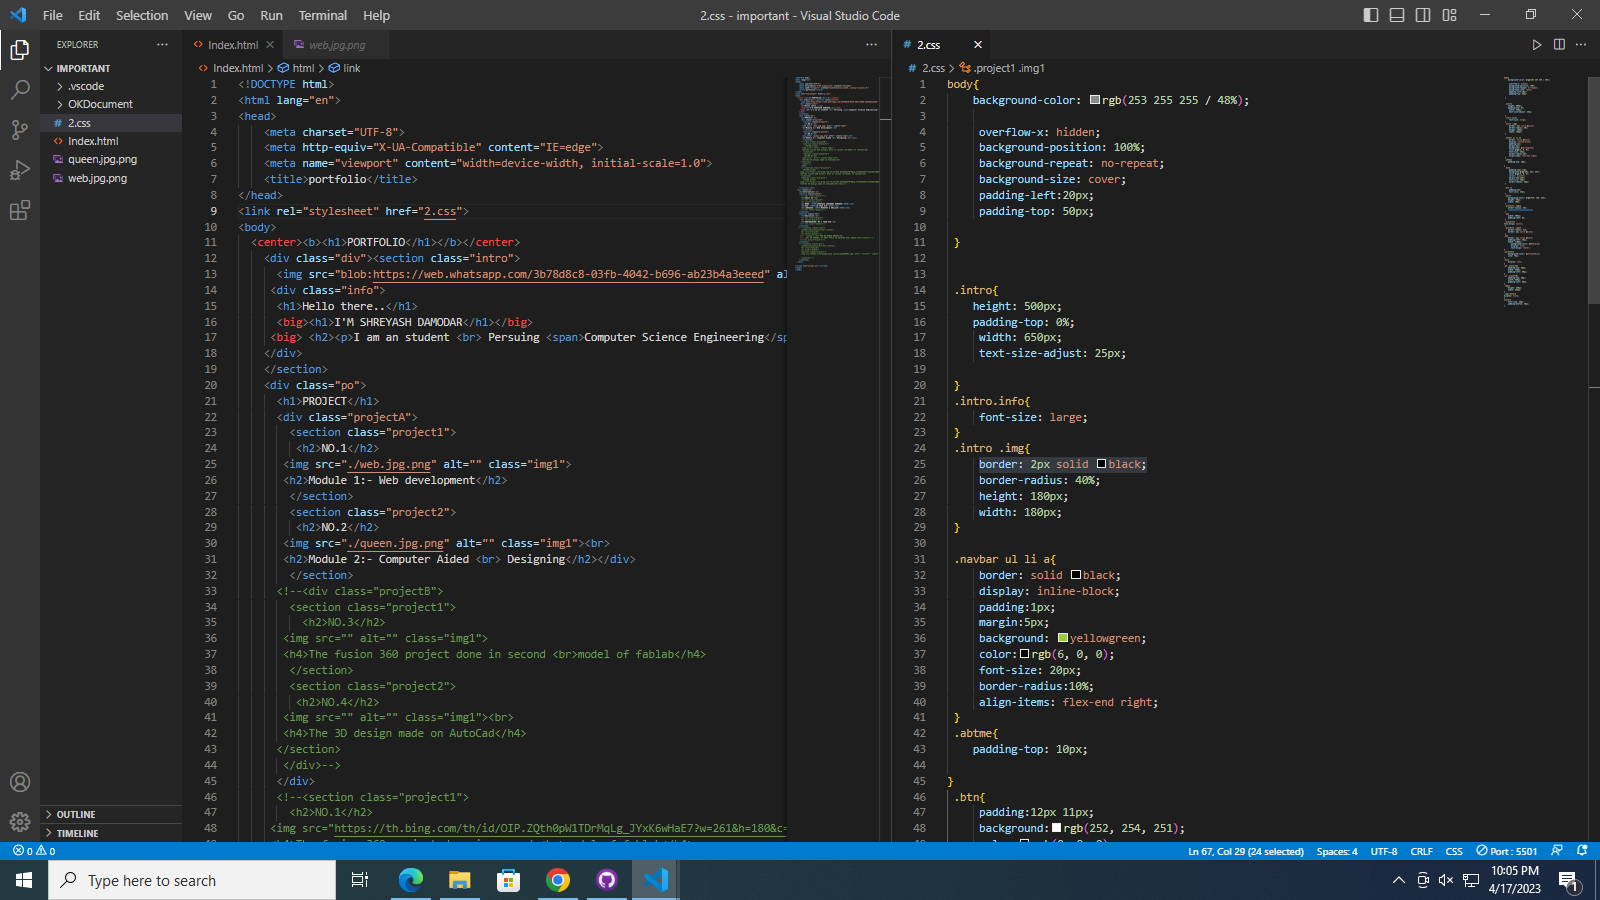 File Edit Selection View Go Run Terminal Help
2.css - important - Visual Studio Code
EXPLORER
IMPORTANT
.vscode
OKDocument
# 2.css
<> Index.html
queen.jpg.png
web.jpg.png
OUTLINE
TIMELINE
<> Index.html
web.jpg.png
<> Index.html > html > link
1 <!DOCTYPE html>
2 <html lang="en">
3 <head>
4 <meta charset="UTF-8">
5 <meta http-equiv="X-UA-Compatible" content="IE=edge">
6 <meta name="viewport" content="width=device-width, initial-scale=1.0">
7 <title>portfolio</title>
8 </head>
9 <link rel="stylesheet" href="2.css">
10 <body>
11 <center><b><h1>PORTFOLIO</h1></b></center>
12 <div class="div"><section class="intro">
13 <img src="blob:https://web.whatsapp.com/3b78d8c8-03fb-4042-b696-ab23b4a3eeed" al
14 <div class="info">
15 <h1>Hello there..</h1>
16 <big><h1>I'M SHREYASH DAMODAR</h1></big>
17 <big> <h2><p>I am an student <br> Persuing <span>Computer Science Engineering</sp
18 </div>
19 </section>
20 <div class="po">
21 <h1>PROJECT</h1>
22 <div class="projectA">
23 <section class="project1">
24 <h2>NO.1</h2>
25 <img src="./web.jpg.png" alt="" class="img1">
26 <h2>Module 1:- Web development</h2>
27 </section>
28 <section class="project2">
29 <h2>NO.2</h2>
30 <img src="./queen.jpg.png" alt="" class="img1"><br>
31 <h2>Module 2:- Computer Aided <br> Designing</h2></div>
32 </section>
33 <!--<div class="projectB">
34 <section class="project1">
35 <h2>NO.3</h2>
36 <img src="" alt="" class="img1">
37 <h4>The fusion 360 project done in second <br>model of fablab</h4>
38 </section>
39 <section class="project2">
40 <h2>NO.4</h2>
41 <img src="" alt="" class="img1"><br>
42 <h4>The 3D design made on AutoCad</h4>
43 </section>
44 </div>-->
45 </div>
46 <!--<section class="project1">
47 <h2>NO.1</h2>
48 <img src="https://th.bing.com/th/id/OIP.ZQth0pW1TDrMqLg_JYxK6wHaE7?w=261&h=180&c=
# 2.css
# 2.css > .project1 .img1
1 body{
2 background-color: rgb(253 255 255 / 48%);
3
4 overflow-x: hidden;
5 background-position: 100%;
6 background-repeat: no-repeat;
7 background-size: cover;
8 padding-left:20px;
9 padding-top: 50px;
10
11 }
12
13
14 .intro{
15 height: 500px;
16 padding-top: 0%;
17 width: 650px;
18 text-size-adjust: 25px;
19
20 }
21 .intro.info{
22 font-size: large;
23 }
24 .intro .img{
25 border: 2px solid black;
26 border-radius: 40%;
27 height: 180px;
28 width: 180px;
29 }
30
31 .navbar ul li a{
32 border: solid black;
33 display: inline-block;
34 padding:1px;
35 margin:5px;
36 background: yellowgreen;
37 color: rgb(6, 0, 0);
38 font-size: 20px;
39 border-radius:10%;
40 align-items: flex-end right;
41 }
42 .abtme{
43 padding-top: 10px;
44
45 }
46 .btn{
47 padding:12px 11px;
48 background: rgb(252, 254, 251);
0 0
Ln 67, Col 29 (24 selected) Spaces: 4 UTF-8 CRLF CSS Port : 5501
Type here to search
10:05 PM
4/17/2023
1